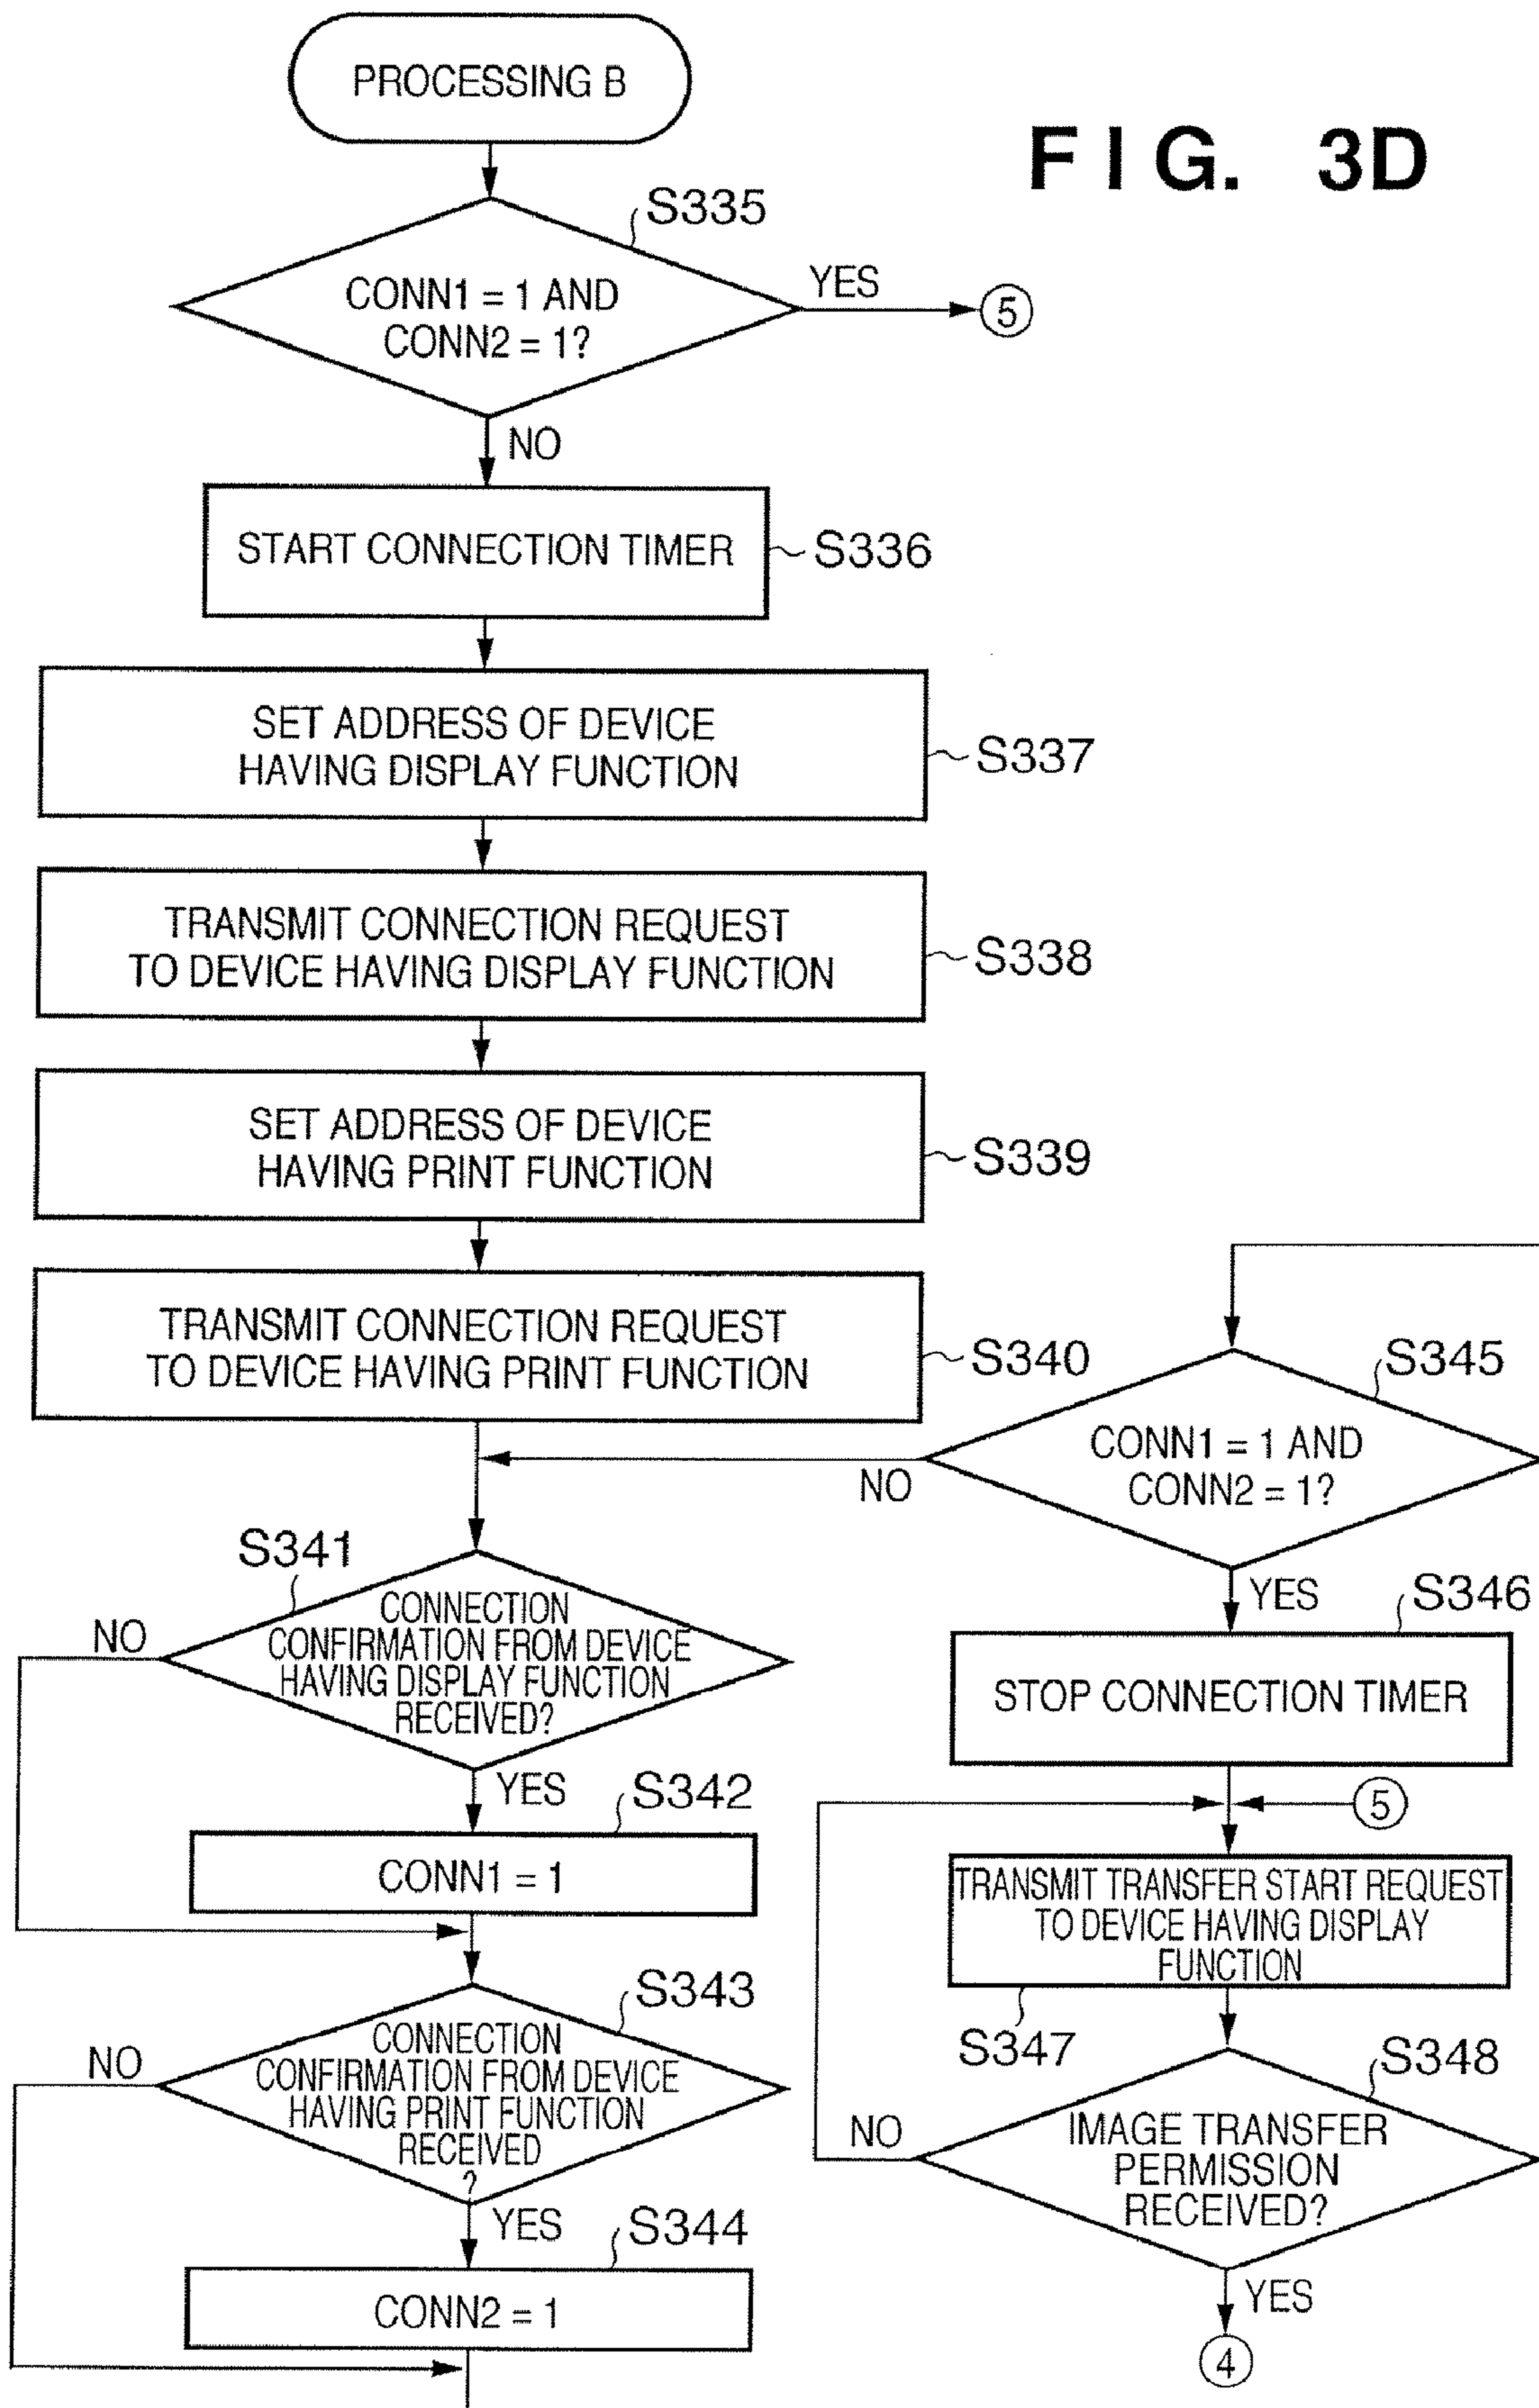 PROCESSING B
FIG. 3D
S335
CONN1 = 1 AND
CONN2 = 1?
YES
5
NO
START CONNECTION TIMER
S336
SET ADDRESS OF DEVICE
HAVING DISPLAY FUNCTION
S337
TRANSMIT CONNECTION REQUEST
TO DEVICE HAVING DISPLAY FUNCTION
S338
SET ADDRESS OF DEVICE
HAVING PRINT FUNCTION
S339
TRANSMIT CONNECTION REQUEST
TO DEVICE HAVING PRINT FUNCTION
S340
S341
CONNECTION
CONFIRMATION FROM DEVICE
HAVING DISPLAY FUNCTION
RECEIVED?
NO
YES
S342
CONN1 = 1
S343
CONNECTION
CONFIRMATION FROM DEVICE
HAVING PRINT FUNCTION
RECEIVED
?
NO
YES
S344
CONN2 = 1
S345
CONN1 = 1 AND
CONN2 = 1?
NO
YES
S346
STOP CONNECTION TIMER
5
TRANSMIT TRANSFER START REQUEST
TO DEVICE HAVING DISPLAY
FUNCTION
S347
S348
IMAGE TRANSFER
PERMISSION
RECEIVED?
NO
YES
4